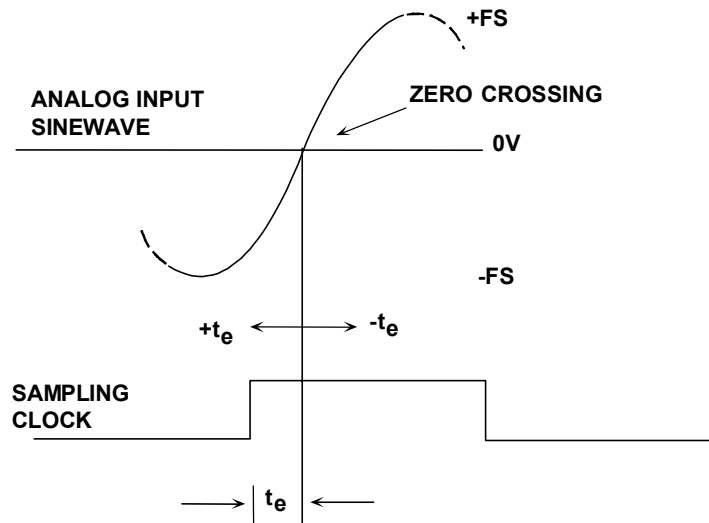 +FS
ANALOG INPUT
SINEWAVE
ZERO CROSSING
0V
-FS
+te
-te
SAMPLING
CLOCK
te